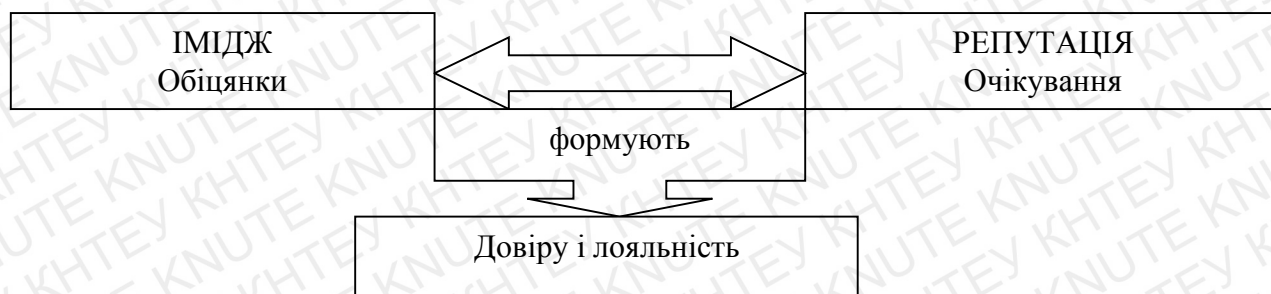 ІМІДЖ
Обіцянки
РЕПУТАЦІЯ
Очікування
формують
Довіру і лояльність